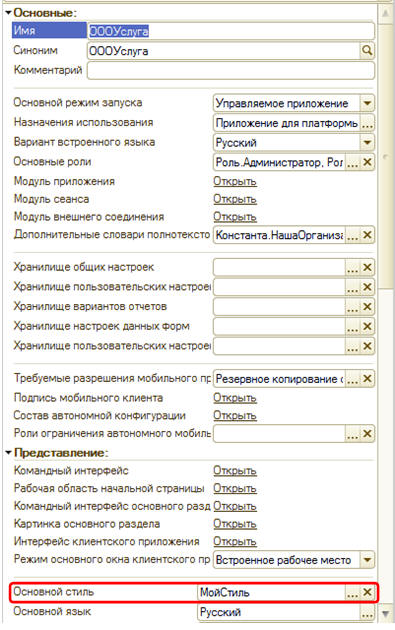 Основные:
Имя ОООУслуга
Синоним ОООУслуга
Комментарий
Основной режим запуска Управляемое приложение
Назначения использования Приложение для платформы ...
Вариант встроенного языка Русский
Основные роли Роль.Администратор, Рол ... ×
Модуль приложения Открыть
Модуль сеанса Открыть
Модуль внешнего соединения Открыть
Дополнительные словари полнотексто Константа.НашаОрганиза ... ×
Хранилище общих настроек ... ×
Хранилище пользовательских настрое ... ×
Хранилище вариантов отчетов ... ×
Хранилище настроек данных форм ... ×
Хранилище пользовательских настрое ... ×
Требуемые разрешения мобильного пр Резервное копирование ... ×
Подпись мобильного клиента Открыть
Состав автономной конфигурации Открыть
Роли ограничения автономного мобиль ... ×
Представление:
Командный интерфейс Открыть
Рабочая область начальной страницы Открыть
Командный интерфейс основного разд Открыть
Картинка основного раздела Открыть
Интерфейс клиентского приложения Открыть
Режим основного окна клиентского пр Встроенное рабочее место
Основной стиль МойСтиль ... ×
Основной язык Русский ...